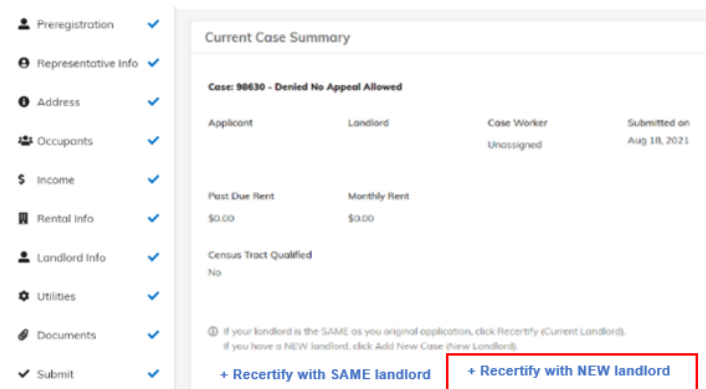 Preregistration
Representative Info
Address
Occupants
$ Income
Rental Info
Landlord Info
Utilities
Documents
Submit
Current Case Summary
Case: 98630 - Denied No Appeal Allowed
Applicant Landlord Case Worker Submitted on
Unassigned Aug 18, 2021
Past Due Rent Monthly Rent
$0.00 $0.00
Census Tract Qualified
No
If your landlord is the SAME as you original application, click Recertify (Current Landlord).
If you have a NEW landlord, click Add New Case (New Landlord).
+ Recertify with SAME landlord + Recertify with NEW landlord